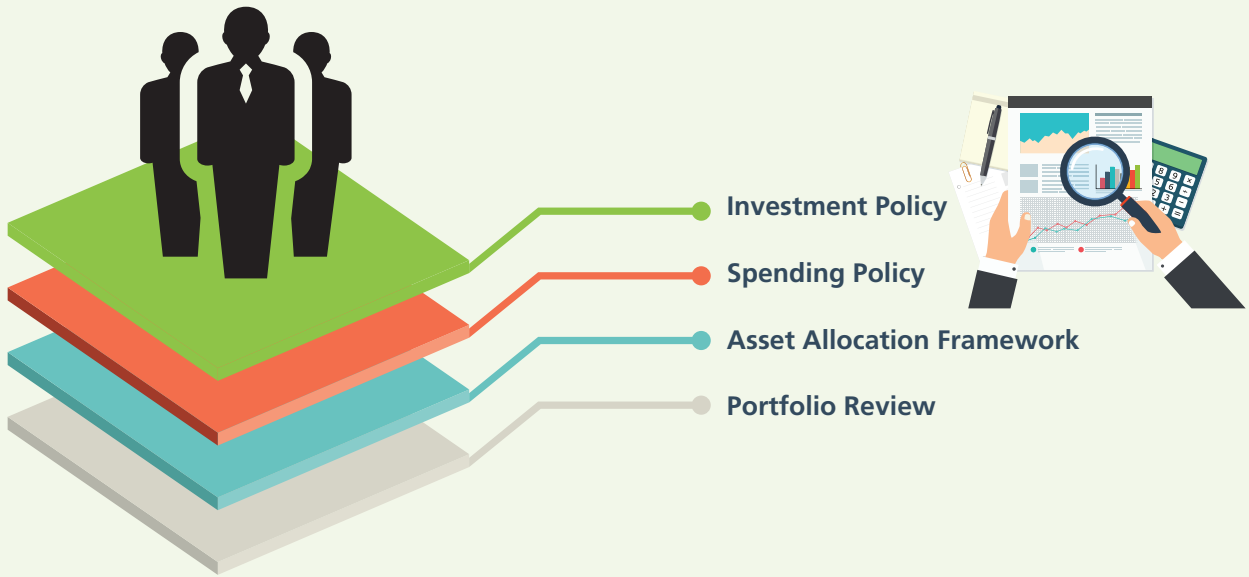 Investment Policy
Spending Policy
Asset Allocation Framework
Portfolio Review